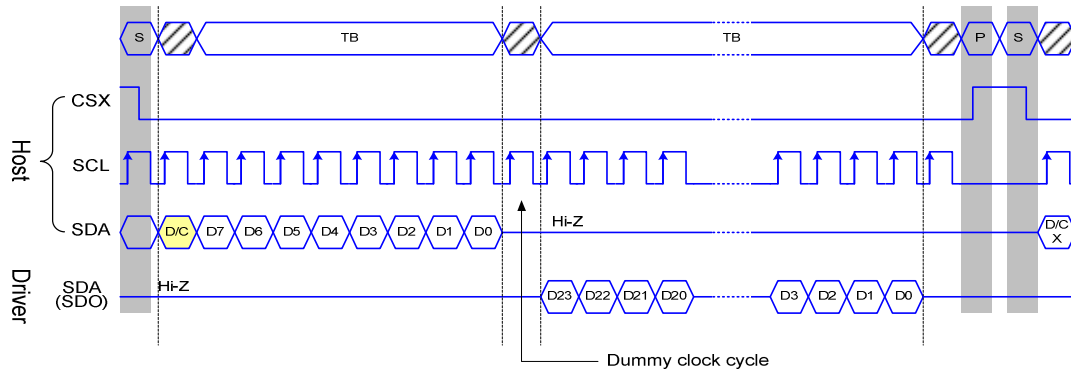 S TB TB P S
CSX
Host
SCL
SDA D/C D7 D6 D5 D4 D3 D2 D1 D0 Hi-Z D/C
X
Driver
SDA
(SDO)
Hi-Z
D23 D22 D21 D20 D3 D2 D1 D0
Dummy clock cycle